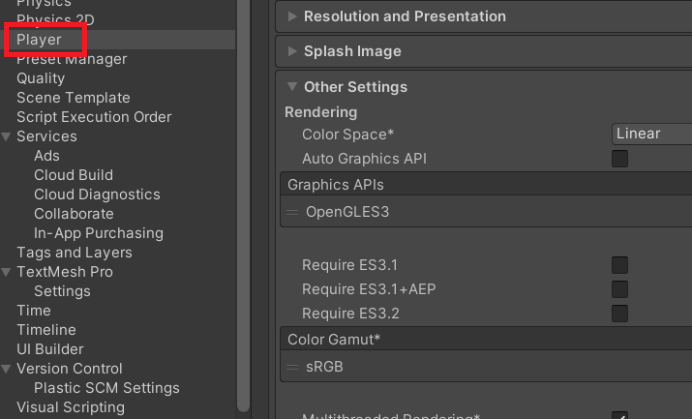 Physics
Physics 2D
Player
Preset Manager
Quality
Scene Template
Script Execution Order
Services
Ads
Cloud Build
Cloud Diagnostics
Collaborate
In-App Purchasing
Tags and Layers
TextMesh Pro
Settings
Time
Timeline
UI Builder
Version Control
Plastic SCM Settings
Visual Scripting
Resolution and Presentation
Splash Image
Other Settings
Rendering
Color Space* Linear
Auto Graphics API
Graphics APIs
OpenGLES3
Require ES3.1
Require ES3.1+AEP
Require ES3.2
Color Gamut*
sRGB
Multithreaded Rendering*